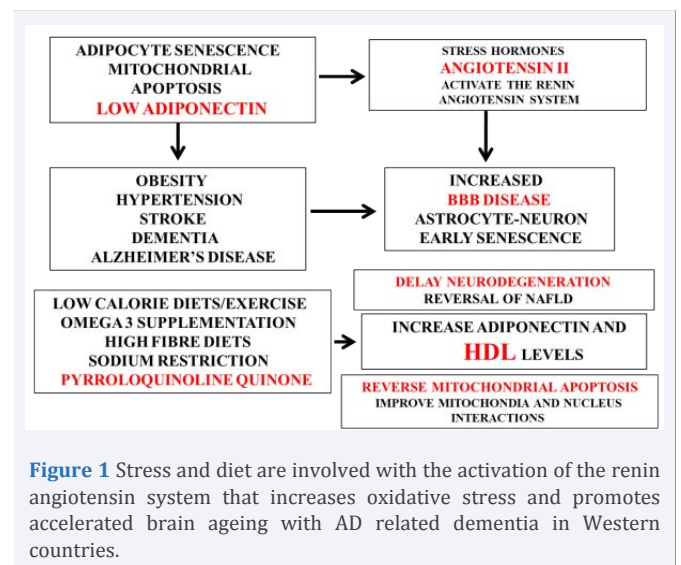 ADIPOCYTE SENESCENCE
MITOCHONDRIAL
APOPTOSIS
LOW ADIPONECTIN
STRESS HORMONES
ANGIOTENSIN II
ACTIVATE THE RENIN
ANGIOTENSIN SYSTEM
OBESITY
HYPERTENSION
STROKE
DEMENTIA
ALZHEIMER'S DISEASE
INCREASED
BBB DISEASE
ASTROCYTE-NEURON
EARLY SENESCENCE
LOW CALORIE DIETS/EXERCISE
OMEGA 3 SUPPLEMENTATION
HIGH FIBRE DIETS
SODIUM RESTRICTION
PYRROLOQUINOLINE QUINONE
DELAY NEURODEGENERATION
REVERSAL OF NAFLD
INCREASE ADIPONECTIN AND
HDL LEVELS
REVERSE MITOCHONDRIAL APOPTOSIS
IMPROVE MITOCHONDIA AND NUCLEUS
INTERACTIONS
Figure 1 Stress and diet are involved with the activation of the renin
angiotensin system that increases oxidative stress and promotes
accelerated brain ageing with AD related dementia in Western
countries.